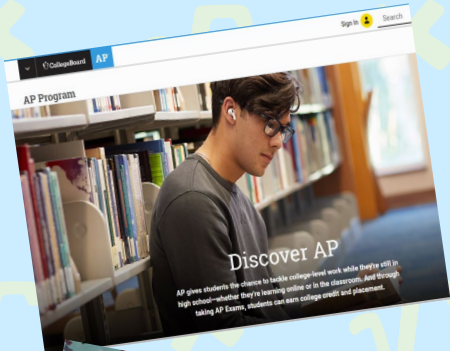 CollegeBoard AP
Sign In Search
AP Program
Discover AP
AP gives students the chance to tackle college-level work while they're still in
high school—whether they're learning online or in the classroom. And through
taking AP Exams, students can earn college credit and placement.